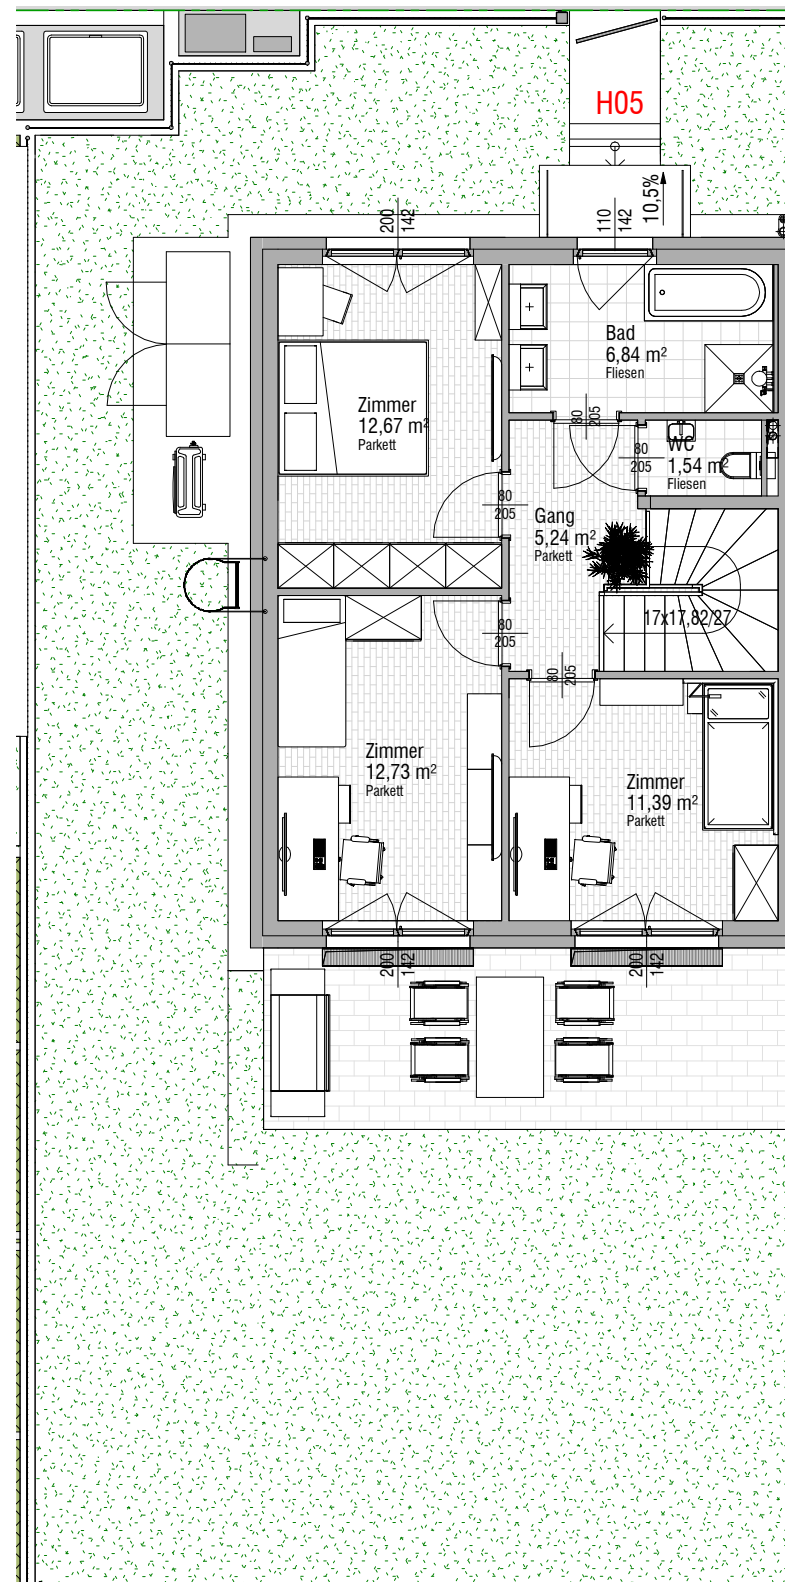 H05
10,5%
200
142
110
142
Bad
6,84 m²
Fliesen
Zimmer
12,67 m²
Parkett
80
205
80
205
WC
1,54 m²
Fliesen
80
205
Gang
5,24 m²
Parkett
17x17,82/27
80
205
80
205
Zimmer
12,73 m²
Parkett
Zimmer
11,39 m²
Parkett
200
142
200
142